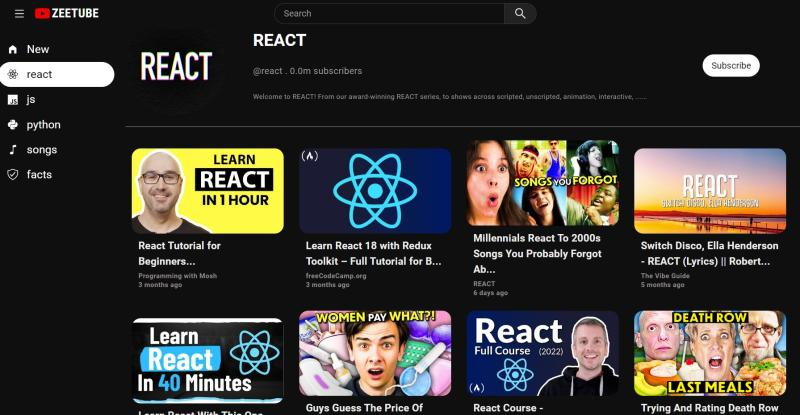 ZEETUBE
Search
New
react
js
python
songs
facts
REACT
REACT
@react . 0.0m subscribers
Welcome to REACT! From our award-winning REACT series, to shows across scripted, unscripted, animation, interactive, ......
Subscribe
LEARN
REACT
IN 1 HOUR
React Tutorial for
Beginners...
Programming with Mosh
3 months ago
Learn React 18 with Redux
Toolkit – Full Tutorial for B...
freeCodeCamp.org
3 months ago
SONGS YOU FORGOT
Millennials React To 2000s
Songs You Probably Forgot
Ab...
REACT
6 days ago
REACT
SWITCH DISCO, ELLA HENDERSON
Switch Disco, Ella Henderson
- REACT (Lyrics) || Robert...
The Vibe Guide
5 months ago
Learn
React
In 40 Minutes
Learn React With This One
WOMEN PAY WHAT?!
Guys Guess The Price Of
React
Full Course (2022)
React Course -
DEATH ROW
LAST MEALS
Trying And Rating Death Row